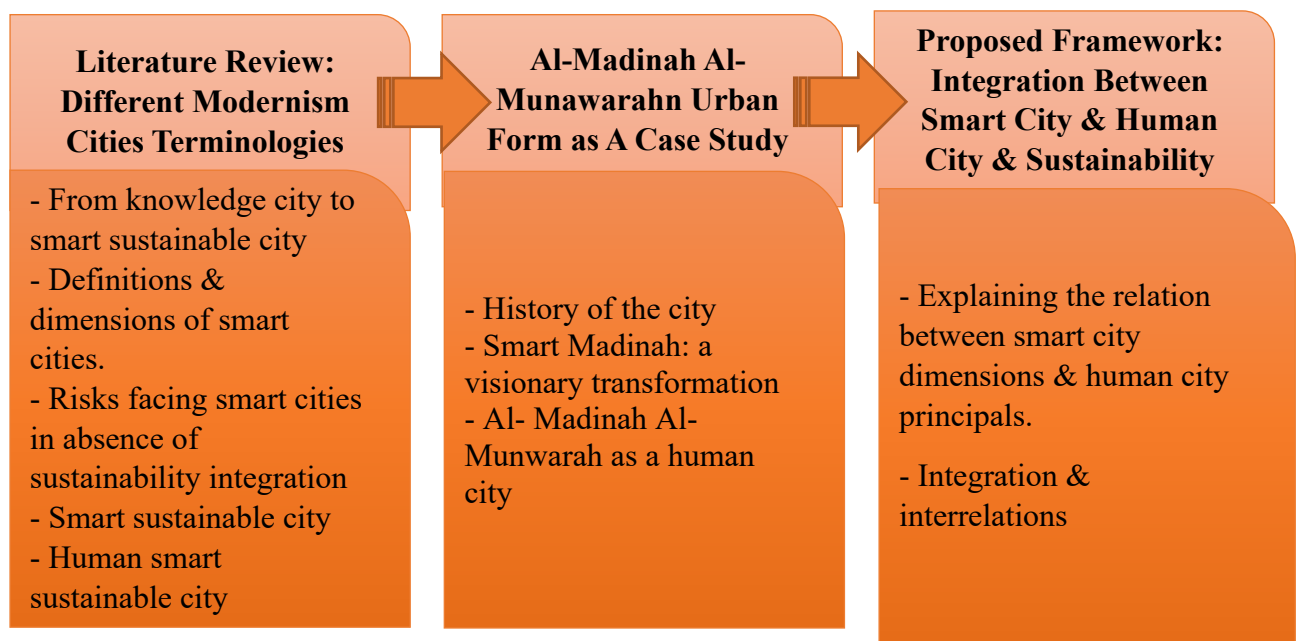 Literature Review:
Different Modernism
Cities Terminologies
- From knowledge city to
smart sustainable city
- Definitions &
dimensions of smart
cities.
- Risks facing smart cities
in absence of
sustainability integration
- Smart sustainable city
- Human smart
sustainable city
Al-Madinah Al-
Munawarahn Urban
Form as A Case Study
- History of the city
- Smart Madinah: a
visionary transformation
- Al- Madinah Al-
Munwarah as a human
city
Proposed Framework:
Integration Between
Smart City & Human
City & Sustainability
- Explaining the relation
between smart city
dimensions & human city
principals.
- Integration &
interrelations